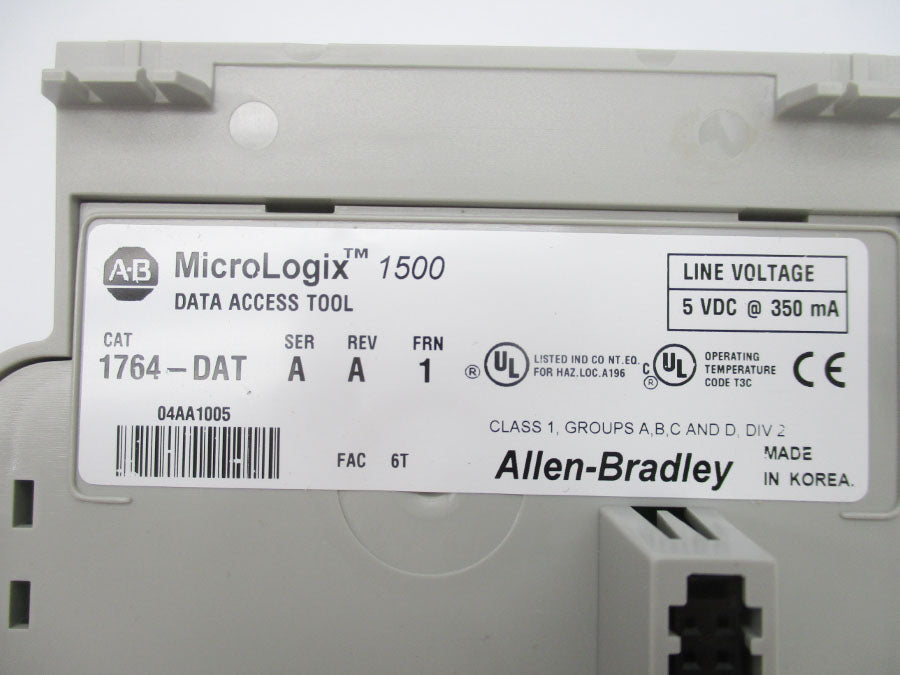 A-B
MicroLogix™ 1500
DATA ACCESS TOOL
LINE VOLTAGE
5 VDC @ 350 mA
CAT SER REV FRN
1764-DAT A A 1
® UL LISTED IND CO NT. EQ.
FOR HAZ. LOC. A196
C UL ® OPERATING
TEMPERATURE
CODE T3C
CE
04AA1005
CLASS 1, GROUPS A,B,C AND D, DIV 2
FAC 6T
Allen-Bradley
MADE
IN KOREA.